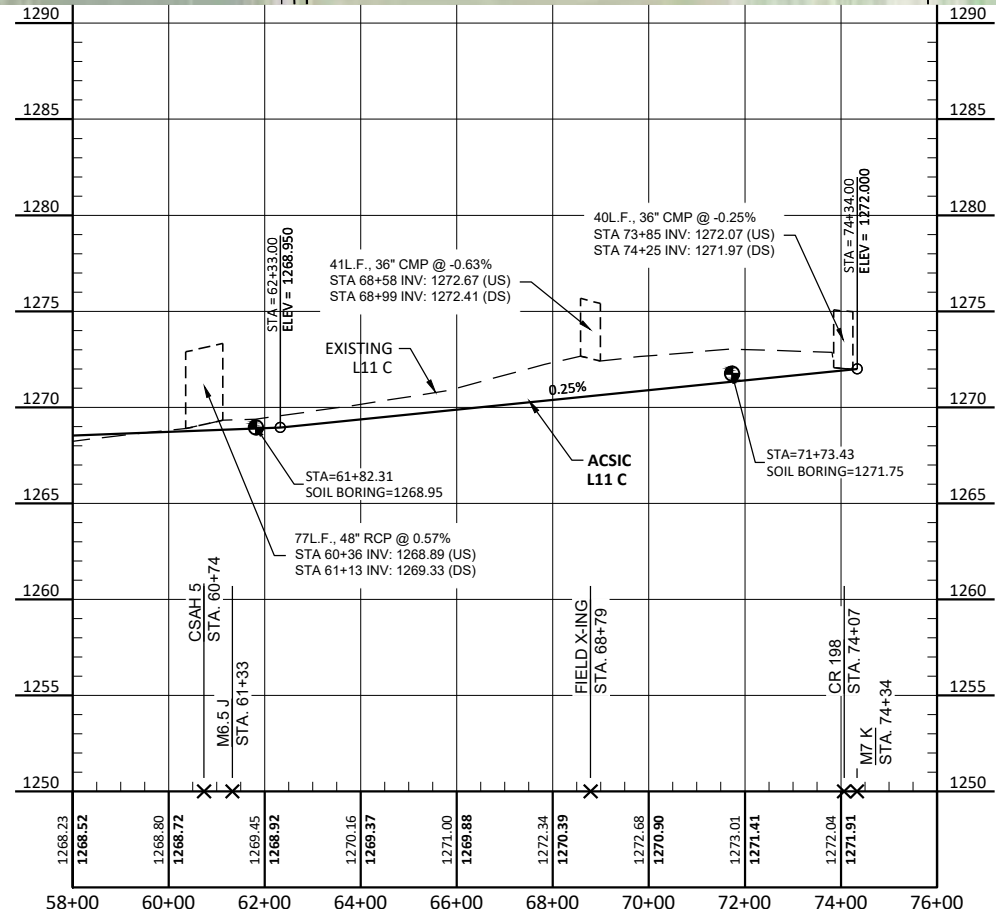 1290
1290
1285
1285
1280
1280
1275
1275
1270
1270
1265
1265
1260
1260
1255
1255
1250
1250
STA = 62+33.00
ELEV = 1268.950
41L.F., 36" CMP @ -0.63%
STA 68+58 INV: 1272.67 (US)
STA 68+99 INV: 1272.41 (DS)
40L.F., 36" CMP @ -0.25%
STA 73+85 INV: 1272.07 (US)
STA 74+25 INV: 1271.97 (DS)
STA = 74+34.00
ELEV = 1272.000
EXISTING
L11 C
0.25%
ACSIC
L11 C
STA=61+82.31
SOIL BORING=1268.95
STA=71+73.43
SOIL BORING=1271.75
77L.F., 48" RCP @ 0.57%
STA 60+36 INV: 1268.89 (US)
STA 61+13 INV: 1269.33 (DS)
CSAH 5
STA. 60+74
M6.5 J
STA. 61+33
FIELD X-ING
STA. 68+79
CR 198
STA. 74+07
M7 K
STA. 74+34
1268.23
1268.52
1268.80
1268.72
1269.45
1268.92
1270.16
1269.37
1271.00
1269.88
1272.34
1270.39
1272.68
1270.90
1273.01
1271.41
1272.04
1271.91
58+00
60+00
62+00
64+00
66+00
68+00
70+00
72+00
74+00
76+00